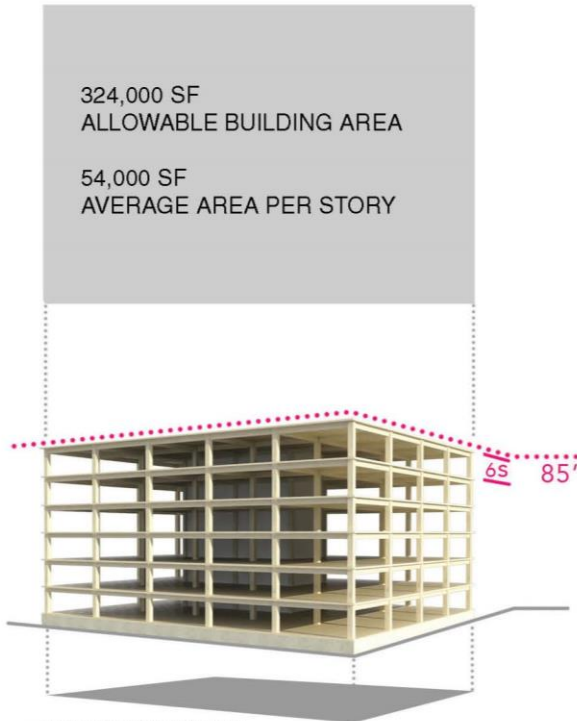 324,000 SF
ALLOWABLE BUILDING AREA
54,000 SF
AVERAGE AREA PER STORY
6S
85'